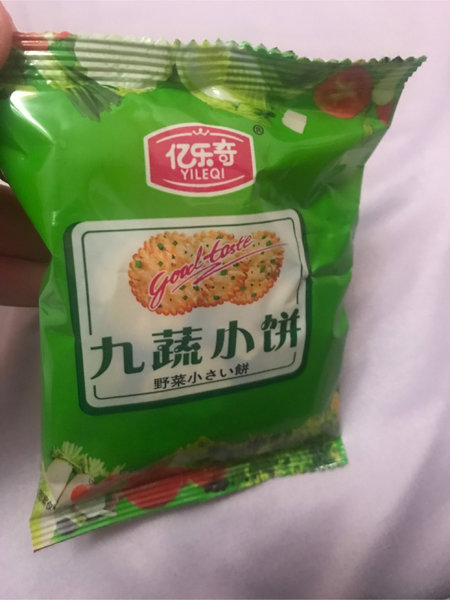 亿乐奇
®
YILEQI
Good-taste
九蔬小饼
野菜小さい餅